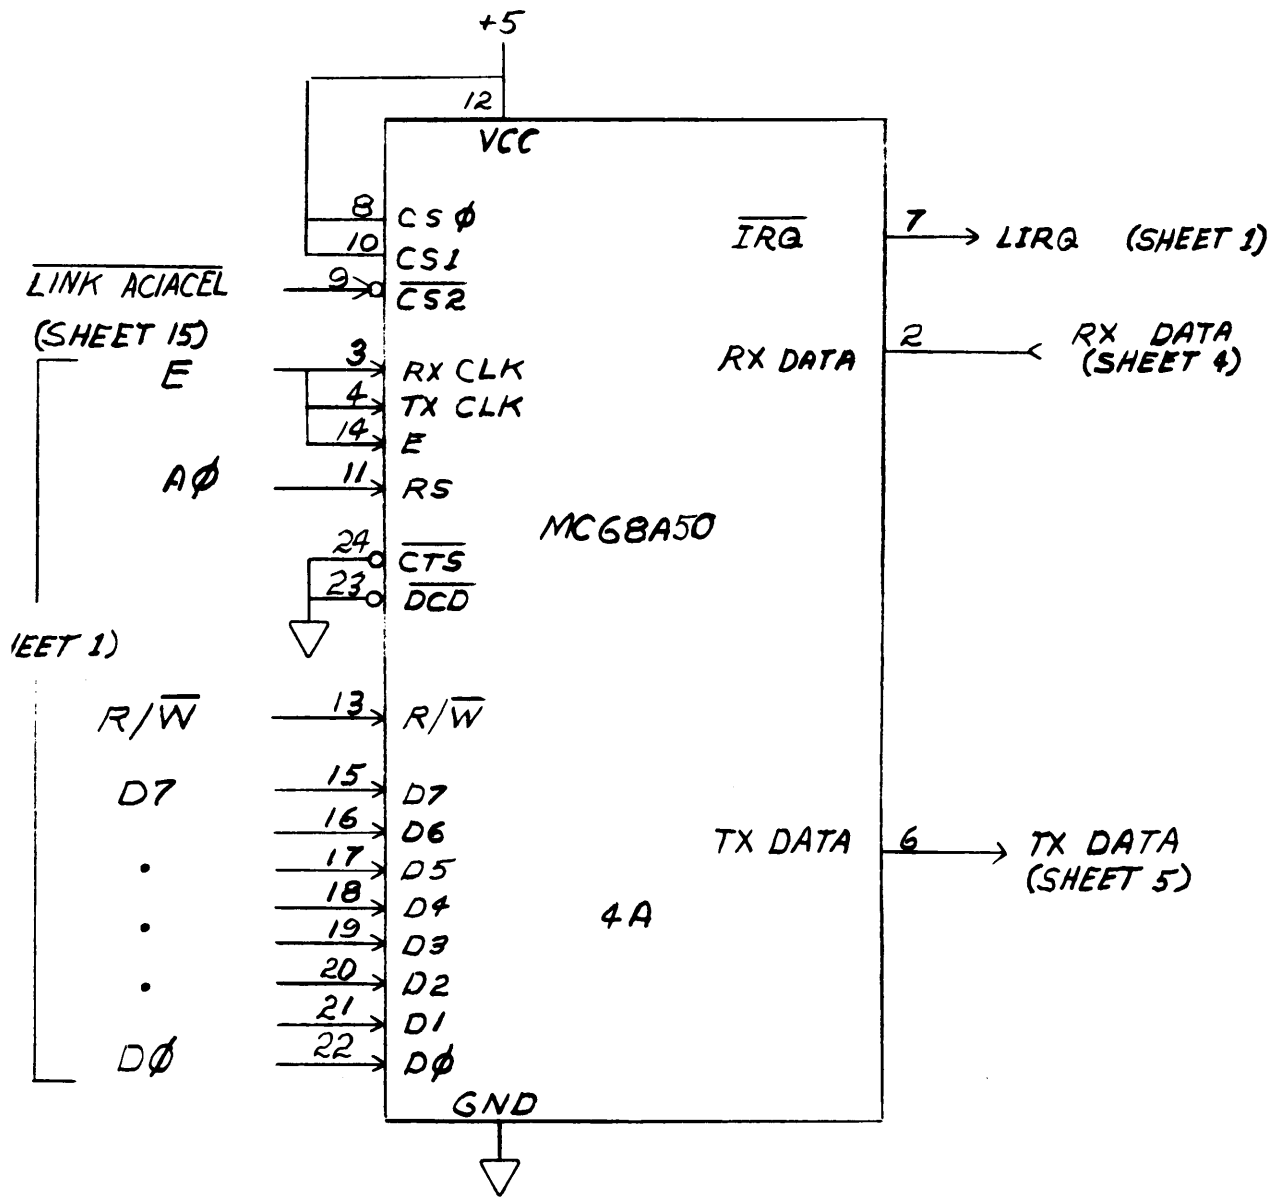 +5
12
VCC
8 CSØ
10 CS1
LINK ACIACEL 9 CS2
(SHEET 15)
IRQ 7 LIRQ (SHEET 1)
E 3 RX CLK
RX DATA 2 RX DATA
(SHEET 4)
4 TX CLK
14 E
AØ 11 RS
MC68A50
24 CTS
23 DCD
HEET 1)
R/W 13 R/W
D7 15 D7
16 D6
17 D5
18 D4
19 D3
20 D2
21 D1
DØ 22 DØ
TX DATA 6 TX DATA
(SHEET 5)
4A
GND